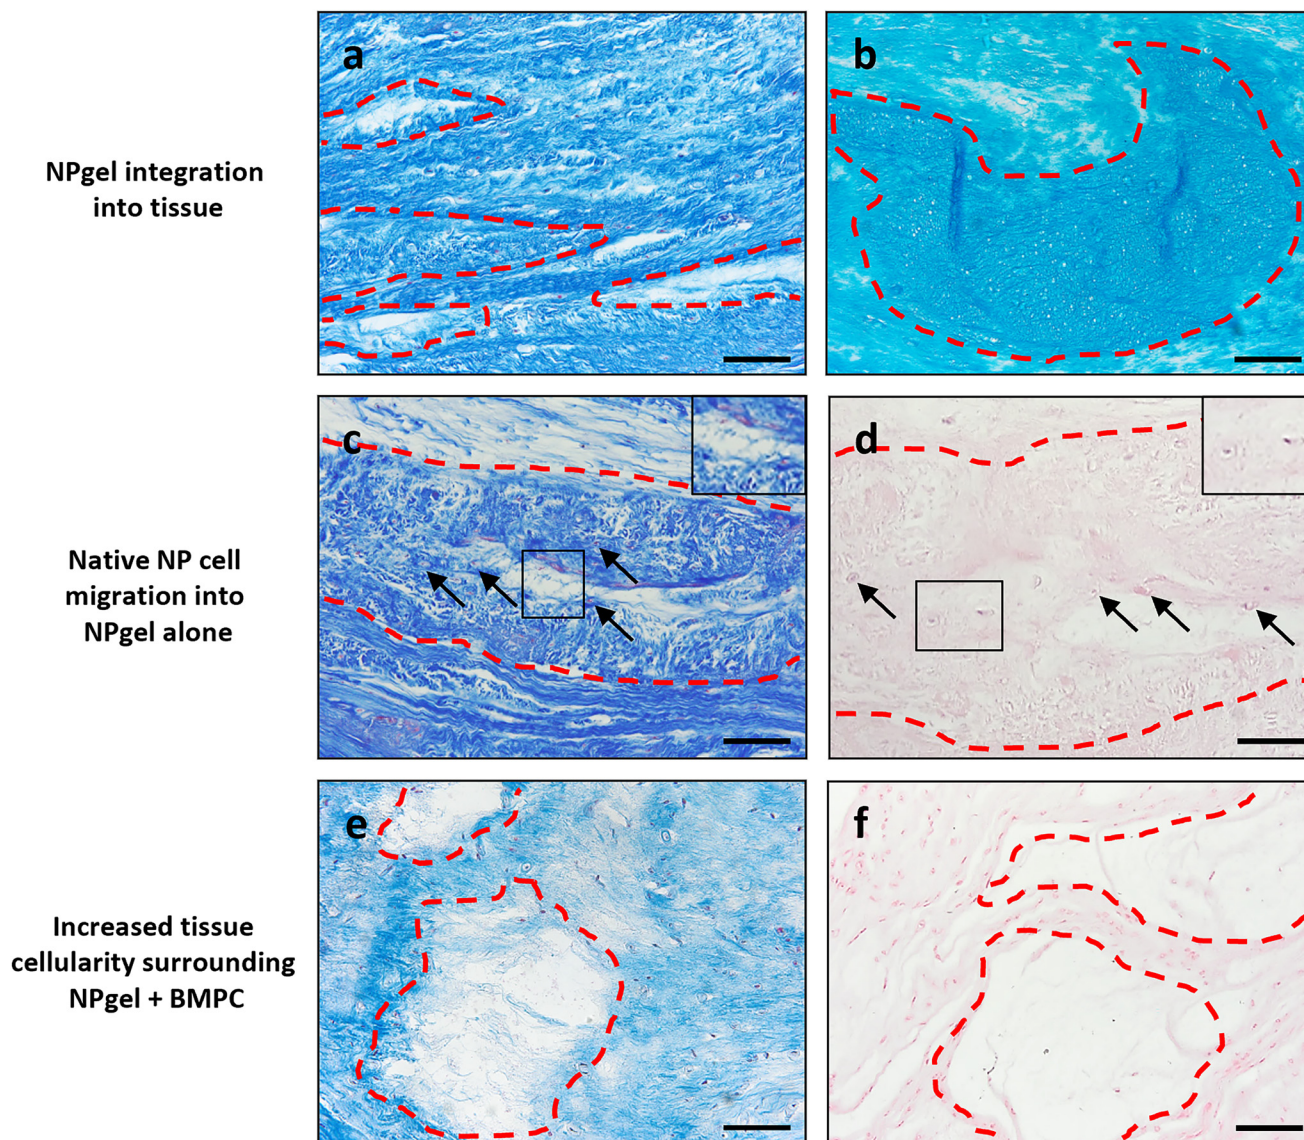 a
b
NPgel integration
into tissue
c
d
Native NP cell
migration into
NPgel alone
e
f
Increased tissue
cellularity surrounding
NPgel + BMPC